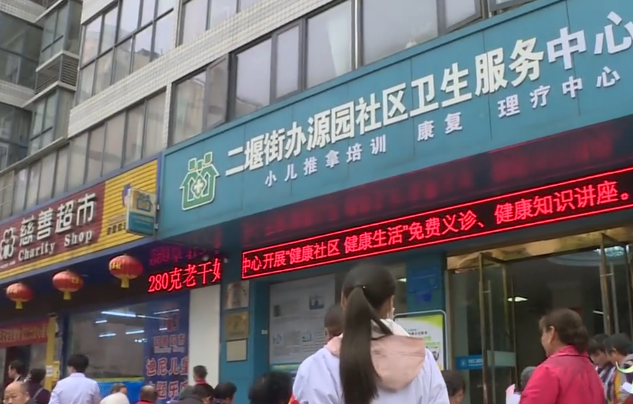 二堰街办源园社区卫生服务中心
小儿推拿培训 康复 理疗中心
慈善超市
Charity Shop
280克老干妈
中心开展“健康社区 健康生活”免费义诊、健康知识讲座。